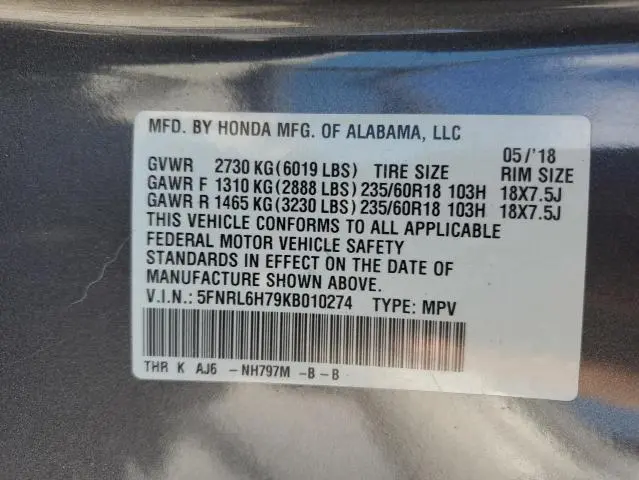 MFD. BY HONDA MFG. OF ALABAMA, LLC
05/'18
GVWR 2730 KG(6019 LBS) TIRE SIZE RIM SIZE
GAWR F 1310 KG(2888 LBS)235/60R18 103H 18X7.5J
GAWR R 1465 KG(3230 LBS)235/60R18 103H 18X7.5J
THIS VEHICLE CONFORMS TO ALL APPLICABLE
FEDERAL MOTOR VEHICLE SAFETY
STANDARDS IN EFFECT ON THE DATE OF
MANUFACTURE SHOWN ABOVE.
V.I.N.: 5FNRL6H79KB010274 TYPE: MPV
THR K AJ6 -NH797M -B-B